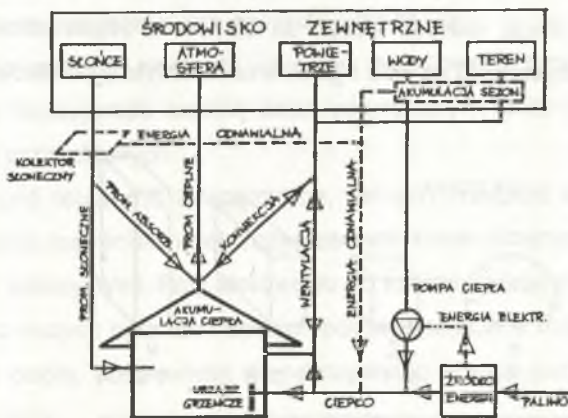 ŚRODOWISKO ZEWNĘTRZNE
SŁOŃCE
ATMO-
SFERA
POWIE-
TRZE
WODY
TEREN
AKUMULACJA SEZON.
ENERGIA ODNAWIALNA
KOLEKTOR
SŁONECZNY
PROM SŁONECZNE
PROM ABSORB.
PROM CIEPLNE
KONWEKCJA
WENTYLACJA
ENERGIA ODNAWIALNA
POMPA CIEPŁA
ENERGIA ELEKTR.
AKUMU-
LACJA CIEPŁA
URZĄDZ.
GRZEWCZE
CIEPŁO
ŹRÓDŁO
ENERGII
PALIWO